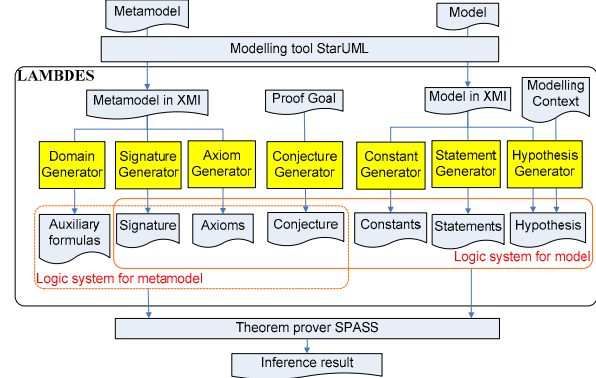 Metamodel
Model
Modelling tool StarUML
LAMBDES
Metamodel in XMI
Proof Goal
Model in XMI
Modelling
Context
Domain
Generator
Signature
Generator
Axiom
Generator
Conjecture
Generator
Constant
Generator
Statement
Generator
Hypothesis
Generator
Auxiliary
formulas
Signature
Axioms
Conjecture
Constants
Statements
Hypothesis
Logic system for model
Logic system for metamodel
Theorem prover SPASS
Inference result